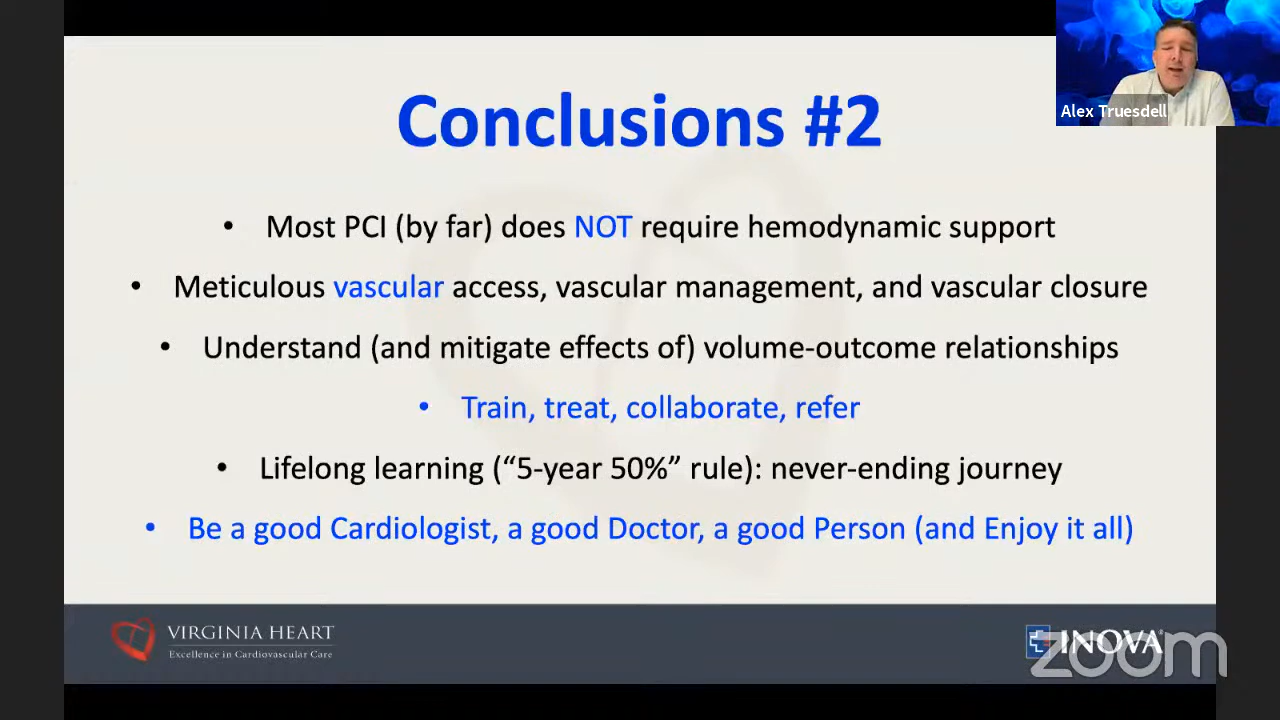 Alex Truesdell
Conclusions #2
• Most PCI (by far) does NOT require hemodynamic support
• Meticulous vascular access, vascular management, and vascular closure
• Understand (and mitigate effects of) volume-outcome relationships
• Train, treat, collaborate, refer
• Lifelong learning (“5-year 50%” rule): never-ending journey
• Be a good Cardiologist, a good Doctor, a good Person (and Enjoy it all)
VIRGINIA HEART
Excellence in Cardiovascular Care
INOVA
zoom